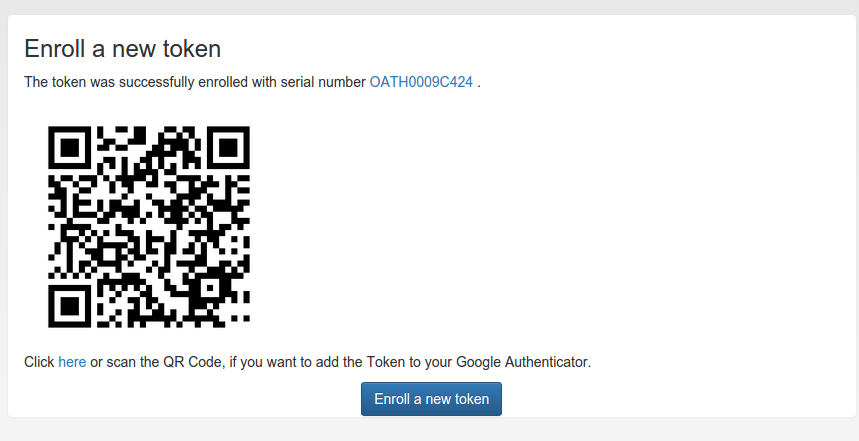 Enroll a new token
The token was successfully enrolled with serial number OATH0009C424 .
Click here or scan the QR Code, if you want to add the Token to your Google Authenticator.
Enroll a new token